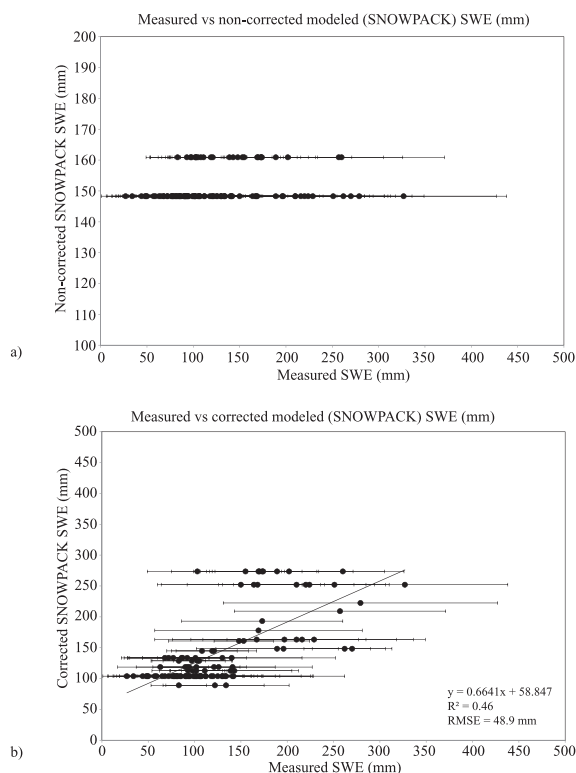 Measured vs non-corrected modeled (SNOWPACK) SWE (mm)
Non-corrected SNOWPACK SWE (mm)
200
190
180
170
160
150
140
130
120
110
100
0 50 100 150 200 250 300 350 400 450 500
a)
Measured SWE (mm)
Measured vs corrected modeled (SNOWPACK) SWE (mm)
Corrected SNOWPACK SWE (mm)
500
450
400
350
300
250
200
150
100
50
0
y = 0.6641x + 58.847
R² = 0.46
RMSE = 48.9 mm
0 50 100 150 200 250 300 350 400 450 500
b)
Measured SWE (mm)